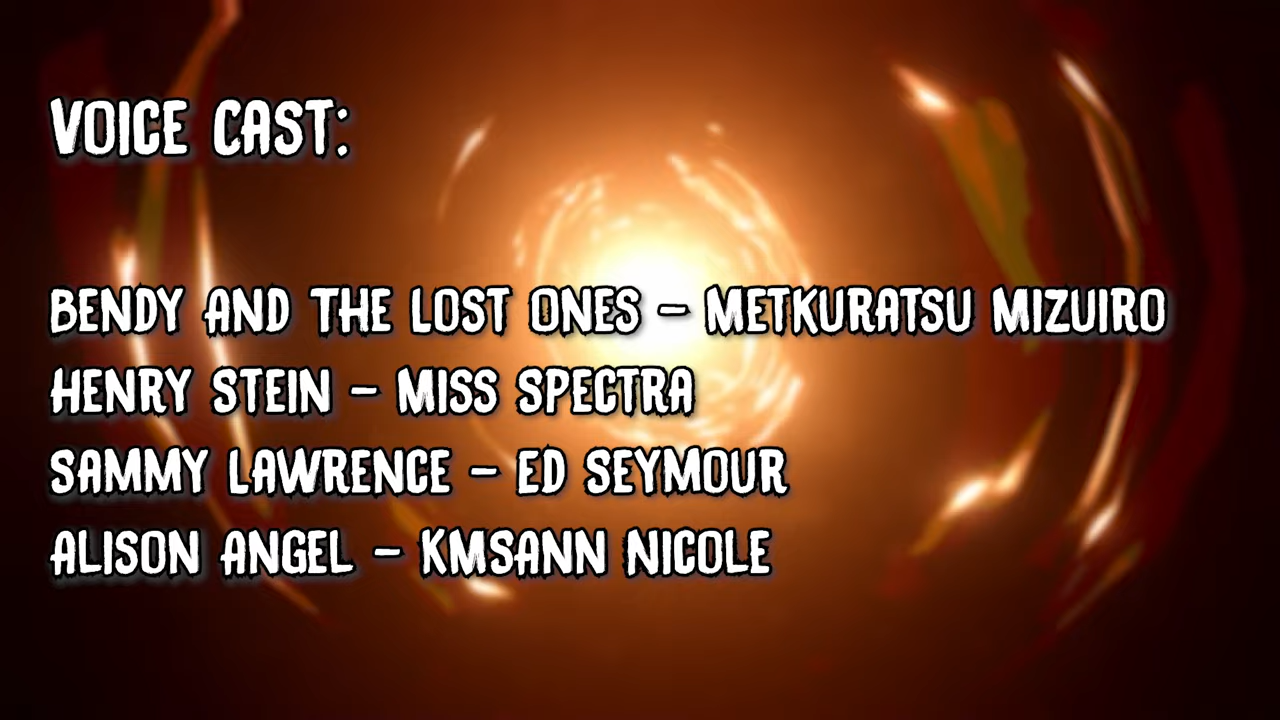 VOICE CAST:
BENDY AND THE LOST ONES – METKURATSU MIZUIRO
HENRY STEIN – MISS SPECTRA
SAMMY LAWRENCE – ED SEYMOUR
ALISON ANGEL – KMSANN NICOLE